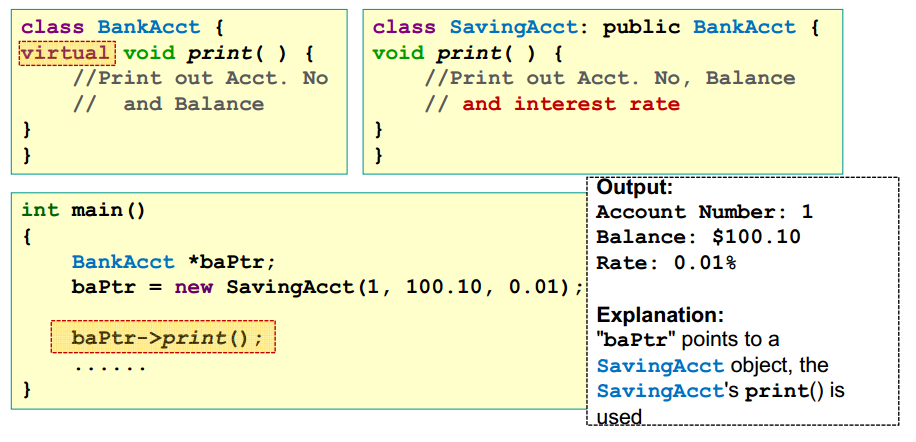 class BankAcct {
virtual void print( ) {
//Print out Acct. No
// and Balance
}
}
class SavingAcct: public BankAcct {
void print( ) {
//Print out Acct. No, Balance
// and interest rate
}
}
int main()
{
BankAcct *baPtr;
baPtr = new SavingAcct(1, 100.10, 0.01);
baPtr->print();
......
}
Output:
Account Number: 1
Balance: $100.10
Rate: 0.01%
Explanation:
"baPtr" points to a
SavingAcct object, the
SavingAcct's print() is
used